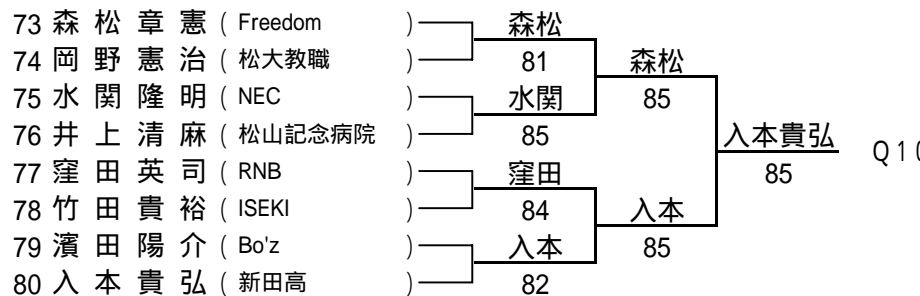 73 森 松 章 憲 ( Freedom )
74 岡 野 憲 治 ( 松大教職 )
75 水 関 隆 明 ( NEC )
76 井 上 清 麻 ( 松山記念病院 )
77 窪 田 英 司 ( RNB )
78 竹 田 貴 裕 ( ISEKI )
79 濱 田 陽 介 ( Bo'z )
80 入 本 貴 弘 ( 新田高 )
森松
81
水関
85
窪田
84
入本
82
森松
85
入本
85
入本貴弘
85
Q10